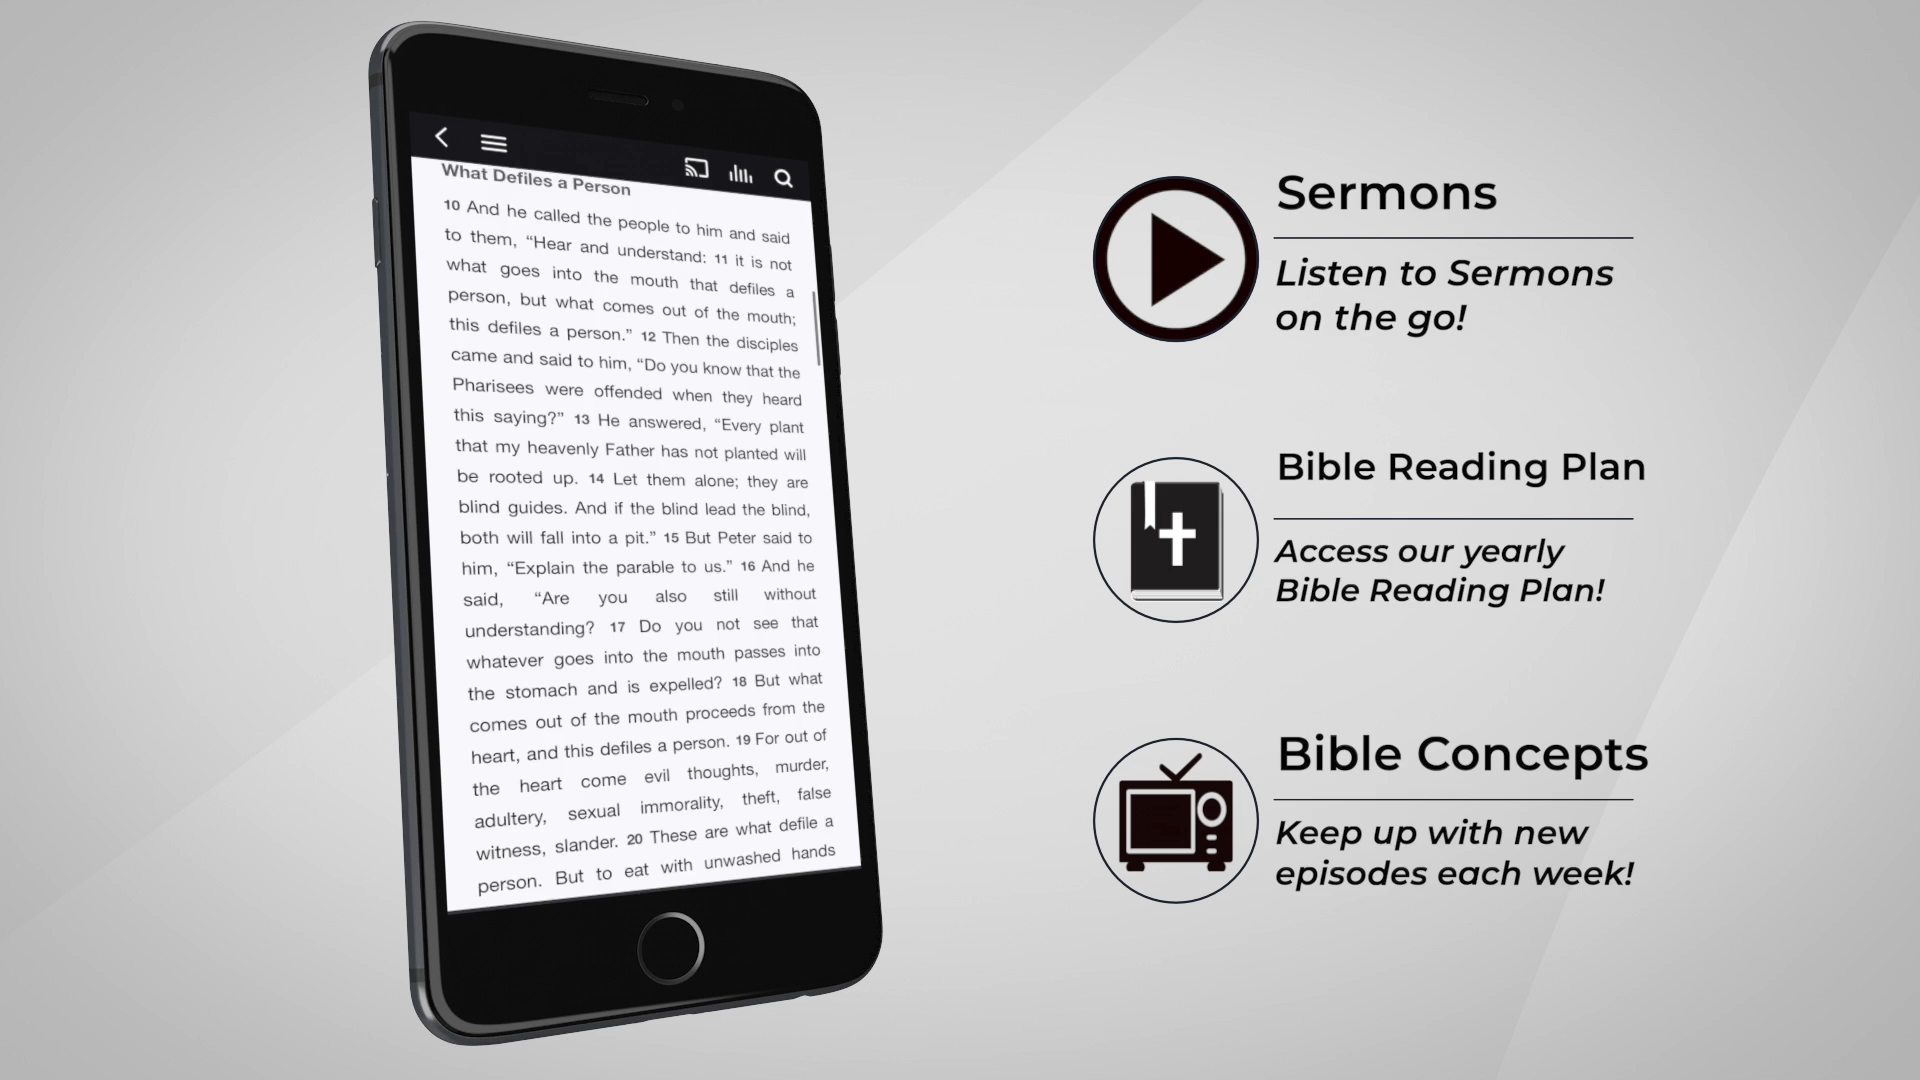 What Defiles a Person
10 And he called the people to him and said
to them, “Hear and understand: 11 it is not
what goes into the mouth that defiles a
person, but what comes out of the mouth;
this defiles a person.” 12 Then the disciples
came and said to him, “Do you know that the
Pharisees were offended when they heard
this saying?” 13 He answered, “Every plant
that my heavenly Father has not planted will
be rooted up. 14 Let them alone; they are
blind guides. And if the blind lead the blind,
both will fall into a pit.” 15 But Peter said to
him, “Explain the parable to us.” 16 And he
said, “Are you also still without
understanding? 17 Do you not see that
whatever goes into the mouth passes into
the stomach and is expelled? 18 But what
comes out of the mouth proceeds from the
heart, and this defiles a person. 19 For out of
the heart come evil thoughts, murder,
adultery, sexual immorality, theft, false
witness, slander. 20 These are what defile a
person. But to eat with unwashed hands
Sermons
Listen to Sermons
on the go!
Bible Reading Plan
Access our yearly
Bible Reading Plan!
Bible Concepts
Keep up with new
episodes each week!